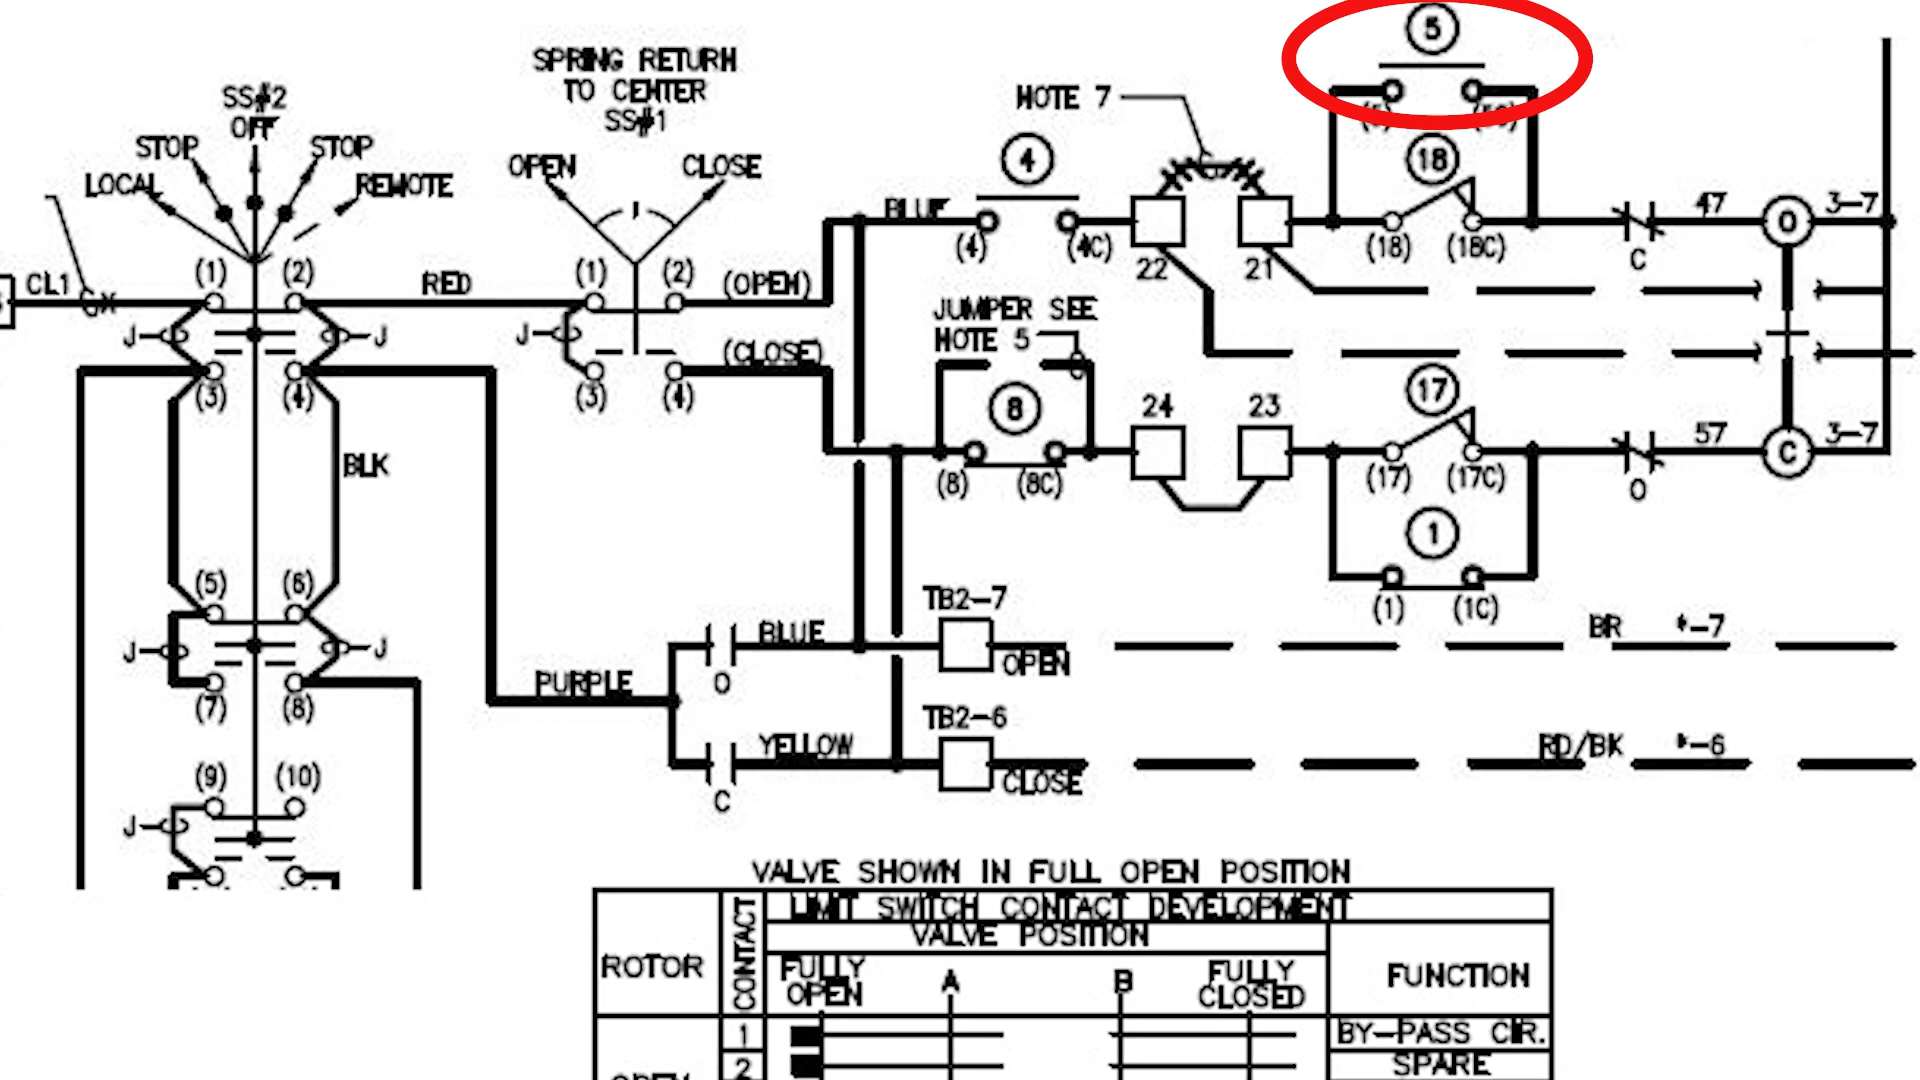 5
SPRING RETURN
TO CENTER
SS#1
OPEN
CLOSE
SS#2
OFF
STOP
STOP
LOCAL
REMOTE
NOTE 7
4
18
BLUE
(4)
(4C)
22
21
(18)
(18C)
C
47
O
3-7
CL1
(1)
(2)
RED
(1)
(2)
(OPEN)
J
J
J
JUMPER SEE
NOTE 5
(CLOSE)
(3)
(4)
(3)
(4)
8
24
23
17
(8)
(8C)
(17)
(17C)
O
57
C
3-7
BLK
1
(1)
(1C)
(5)
(6)
J
J
(7)
(8)
PURPLE
O
BLUE
TB2-7
OPEN
BR
*-7
C
YELLOW
TB2-6
CLOSE
RD/BK
*-6
(9)
(10)
J
VALVE SHOWN IN FULL OPEN POSITION
LIMIT SWITCH CONTACT DEVELOPMENT
VALVE POSITION
ROTOR
CONTACT
FULLY
OPEN
A
B
FULLY
CLOSED
FUNCTION
1
BY-PASS CIR.
2
SPARE